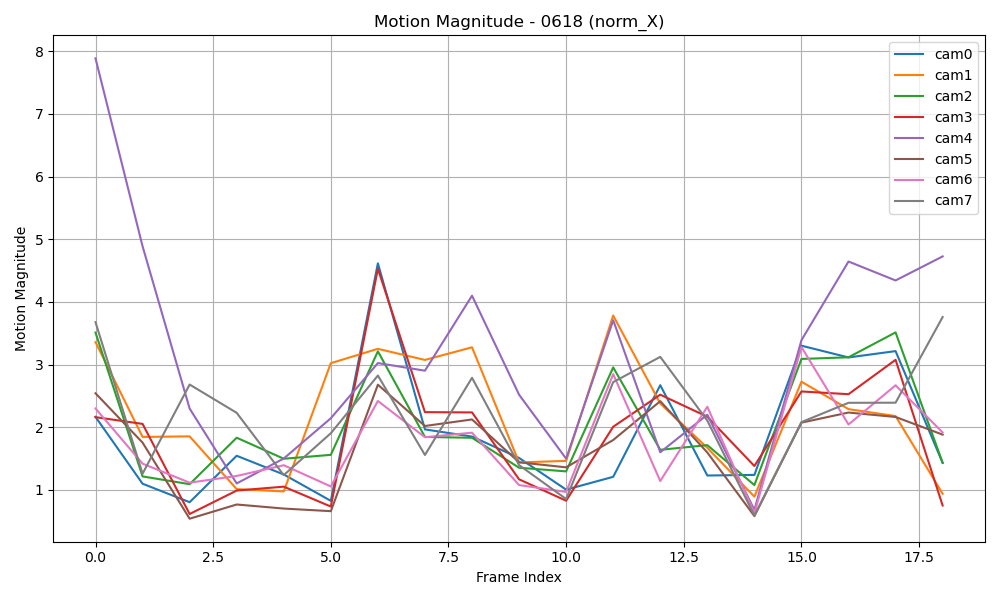 Motion Magnitude - 0618 (norm_X)
8
7
6
5
4
3
2
1
Motion Magnitude
0.0 2.5 5.0 7.5 10.0 12.5 15.0 17.5
Frame Index
cam0
cam1
cam2
cam3
cam4
cam5
cam6
cam7